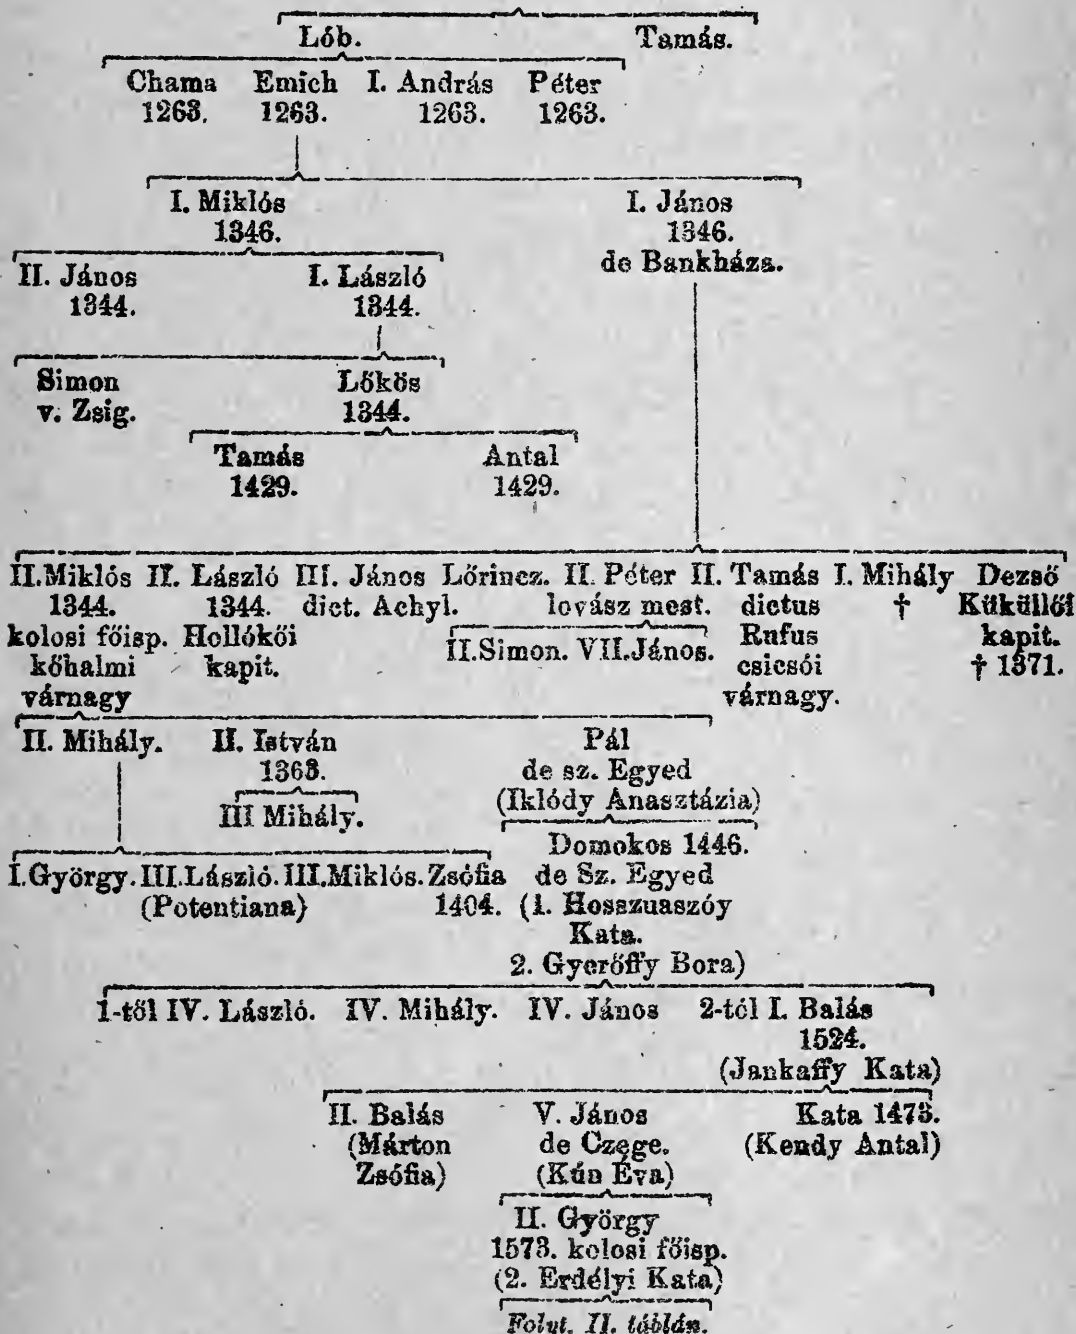 Lób. Tamás.
Chama Emich I. András Péter
1263. 1263. 1263. 1263.
I. Miklós I. János
1346. 1346.
de Bankháza.
II. János I. László
1344. 1344.
Simon Lőkös
v. Zsig. 1344.
Tamás Antal
1429. 1429.
II.Miklós II. László III. János Lőrincz. II. Péter II. Tamás I. Mihály Dezső
1344. 1344. dict. Achyl. lovász mest. dictus † Küküllői
kolosi főisp. Hollókői Rufus kapit.
kőhalmi kapit. II.Simon. VII.János. csicsói † 1371.
várnagy várnagy.
II. Mihály. II. István Pál
1363. de sz. Egyed
III Mihály. (Iklódy Anasztázia)
Domokos 1446.
I.György. III.László. III.Miklós. Zsófia de Sz. Egyed
(Potentiana) 1404. (1. Hosszuaszóy
Kata.
2. Gyerőffy Bora)
1-től IV. László. IV. Mihály. IV. János 2-tól I. Balás
1524.
(Jankaffy Kata)
II. Balás V. János Kata 1473.
(Márton de Czege. (Kendy Antal)
Zsófia) (Kún Éva)
II. György
1573. kolosi főisp.
(2. Erdélyi Kata)
Folyt. II. táblán.